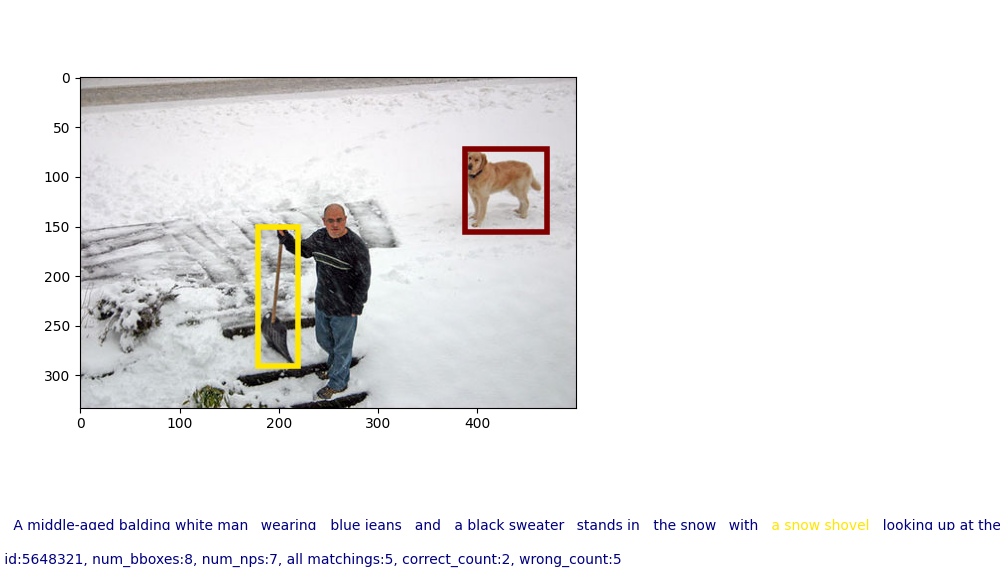 0
50
100
150
200
250
300
0 100 200 300 400
A middle-aged balding white man wearing blue jeans and a black sweater stands in the snow with a snow shovel looking up at the
id:5648321, num_bboxes:8, num_nps:7, all matchings:5, correct_count:2, wrong_count:5